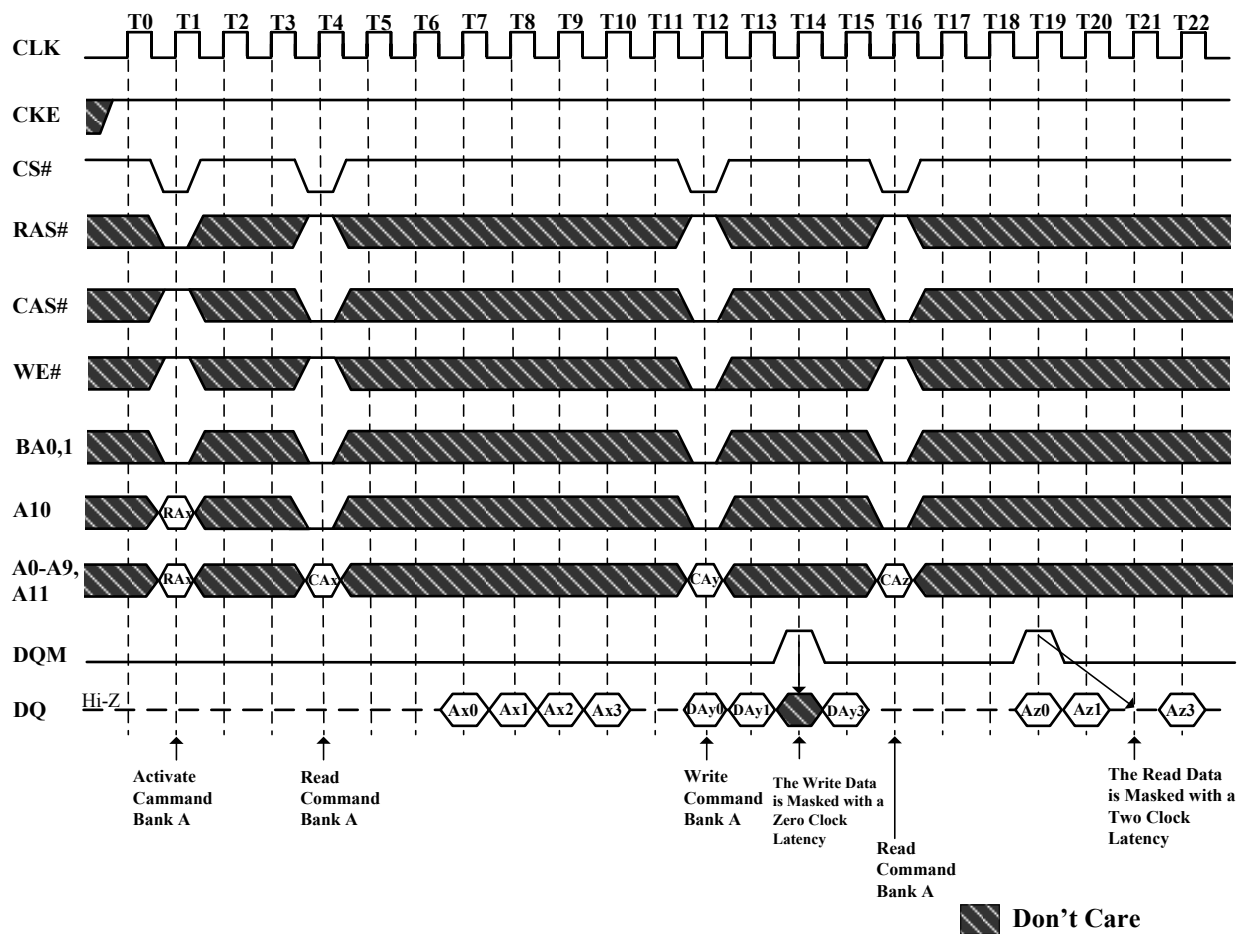 T0 T1 T2 T3 T4 T5 T6 T7 T8 T9 T10 T11 T12 T13 T14 T15 T16 T17 T18 T19 T20 T21 T22
CLK
CKE
CS#
RAS#
CAS#
WE#
BA0,1
A10
RAx
A0-A9,
A11
RAx CAx CAy CAz
DQM
Hi-Z
DQ
Ax0 Ax1 Ax2 Ax3 DAy0 DAy1 DAy3 Az0 Az1 Az3
Activate
Cammand
Bank A
Read
Command
Bank A
Write
Command
Bank A
The Write Data
is Masked with a
Zero Clock
Latency
Read
Command
Bank A
The Read Data
is Masked with a
Two Clock
Latency
Don't Care